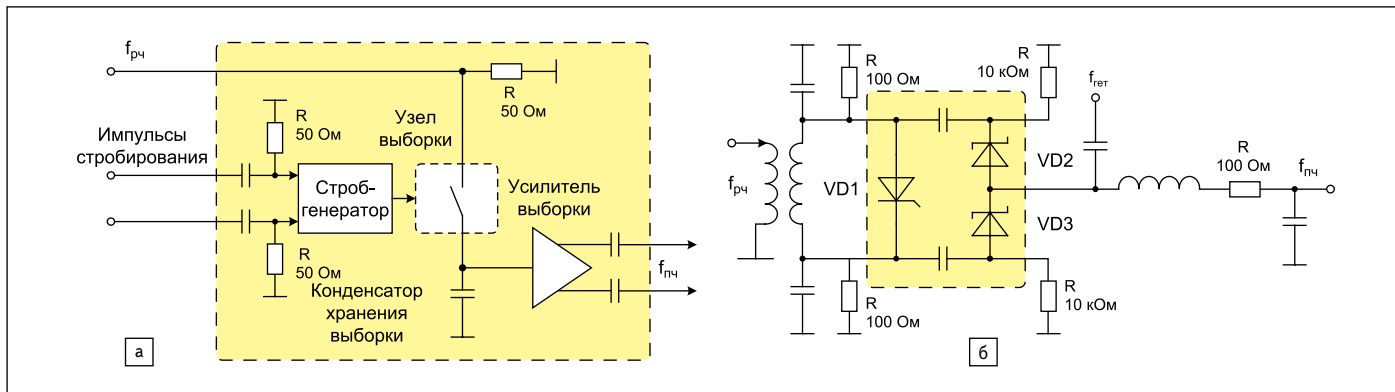 fрч
R
50 Ом
R
50 Ом
Импульсы
стробирования
Строб-
генератор
Узел
выборки
Усилитель
выборки
R
50 Ом
Конденсатор
хранения
выборки
fпч
а
R
100 Ом
R
10 кОм
fгет
fрч
VD1
VD2
VD3
R
100 Ом
fпч
R
100 Ом
R
10 кОм
б